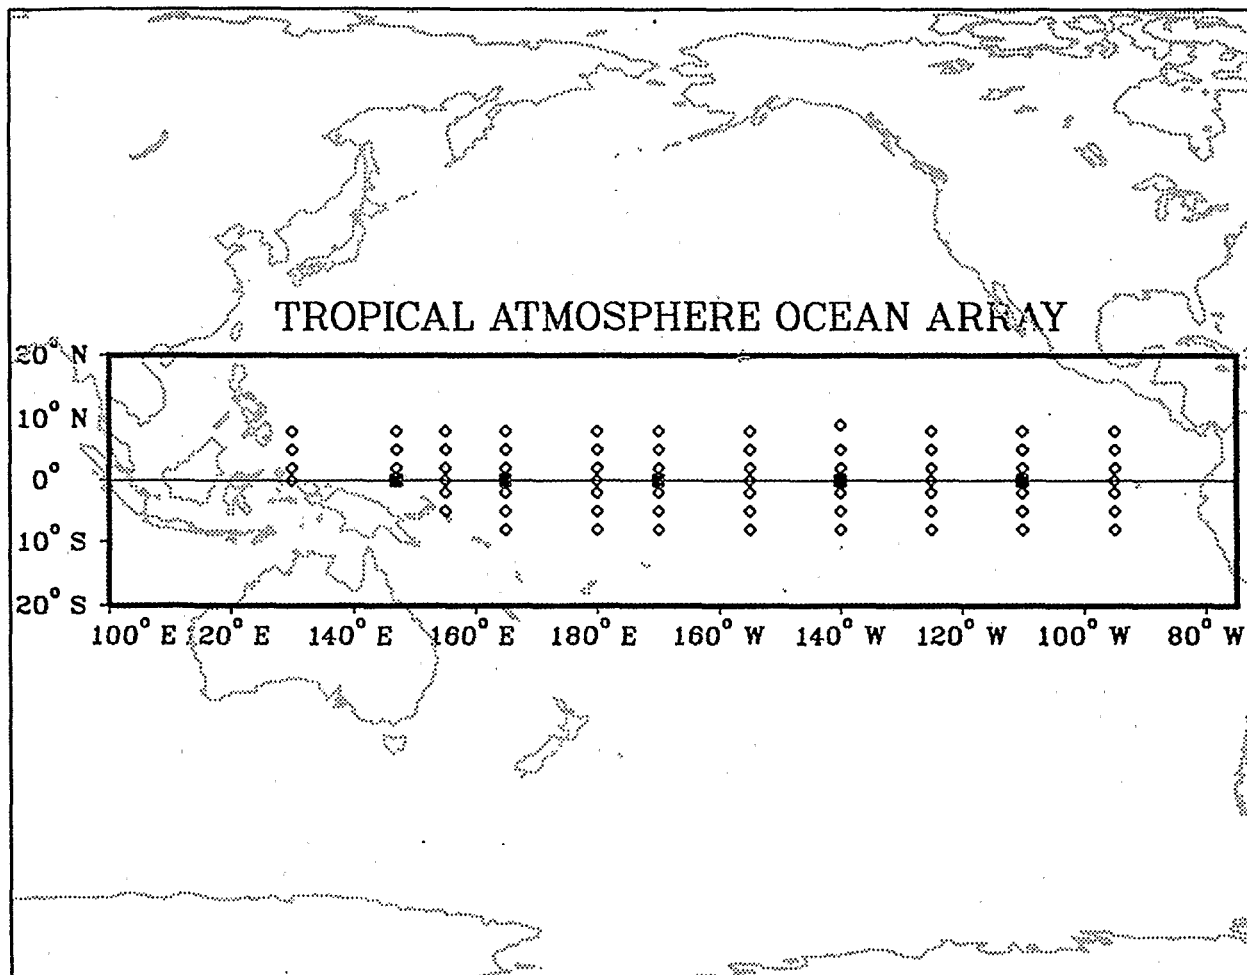 TROPICAL ATMOSPHERE OCEAN ARRAY
20° N
10° N
0°
10° S
20° S
100° E 120° E 140° E 160° E 180° E 160° W 140° W 120° W 100° W 80° W